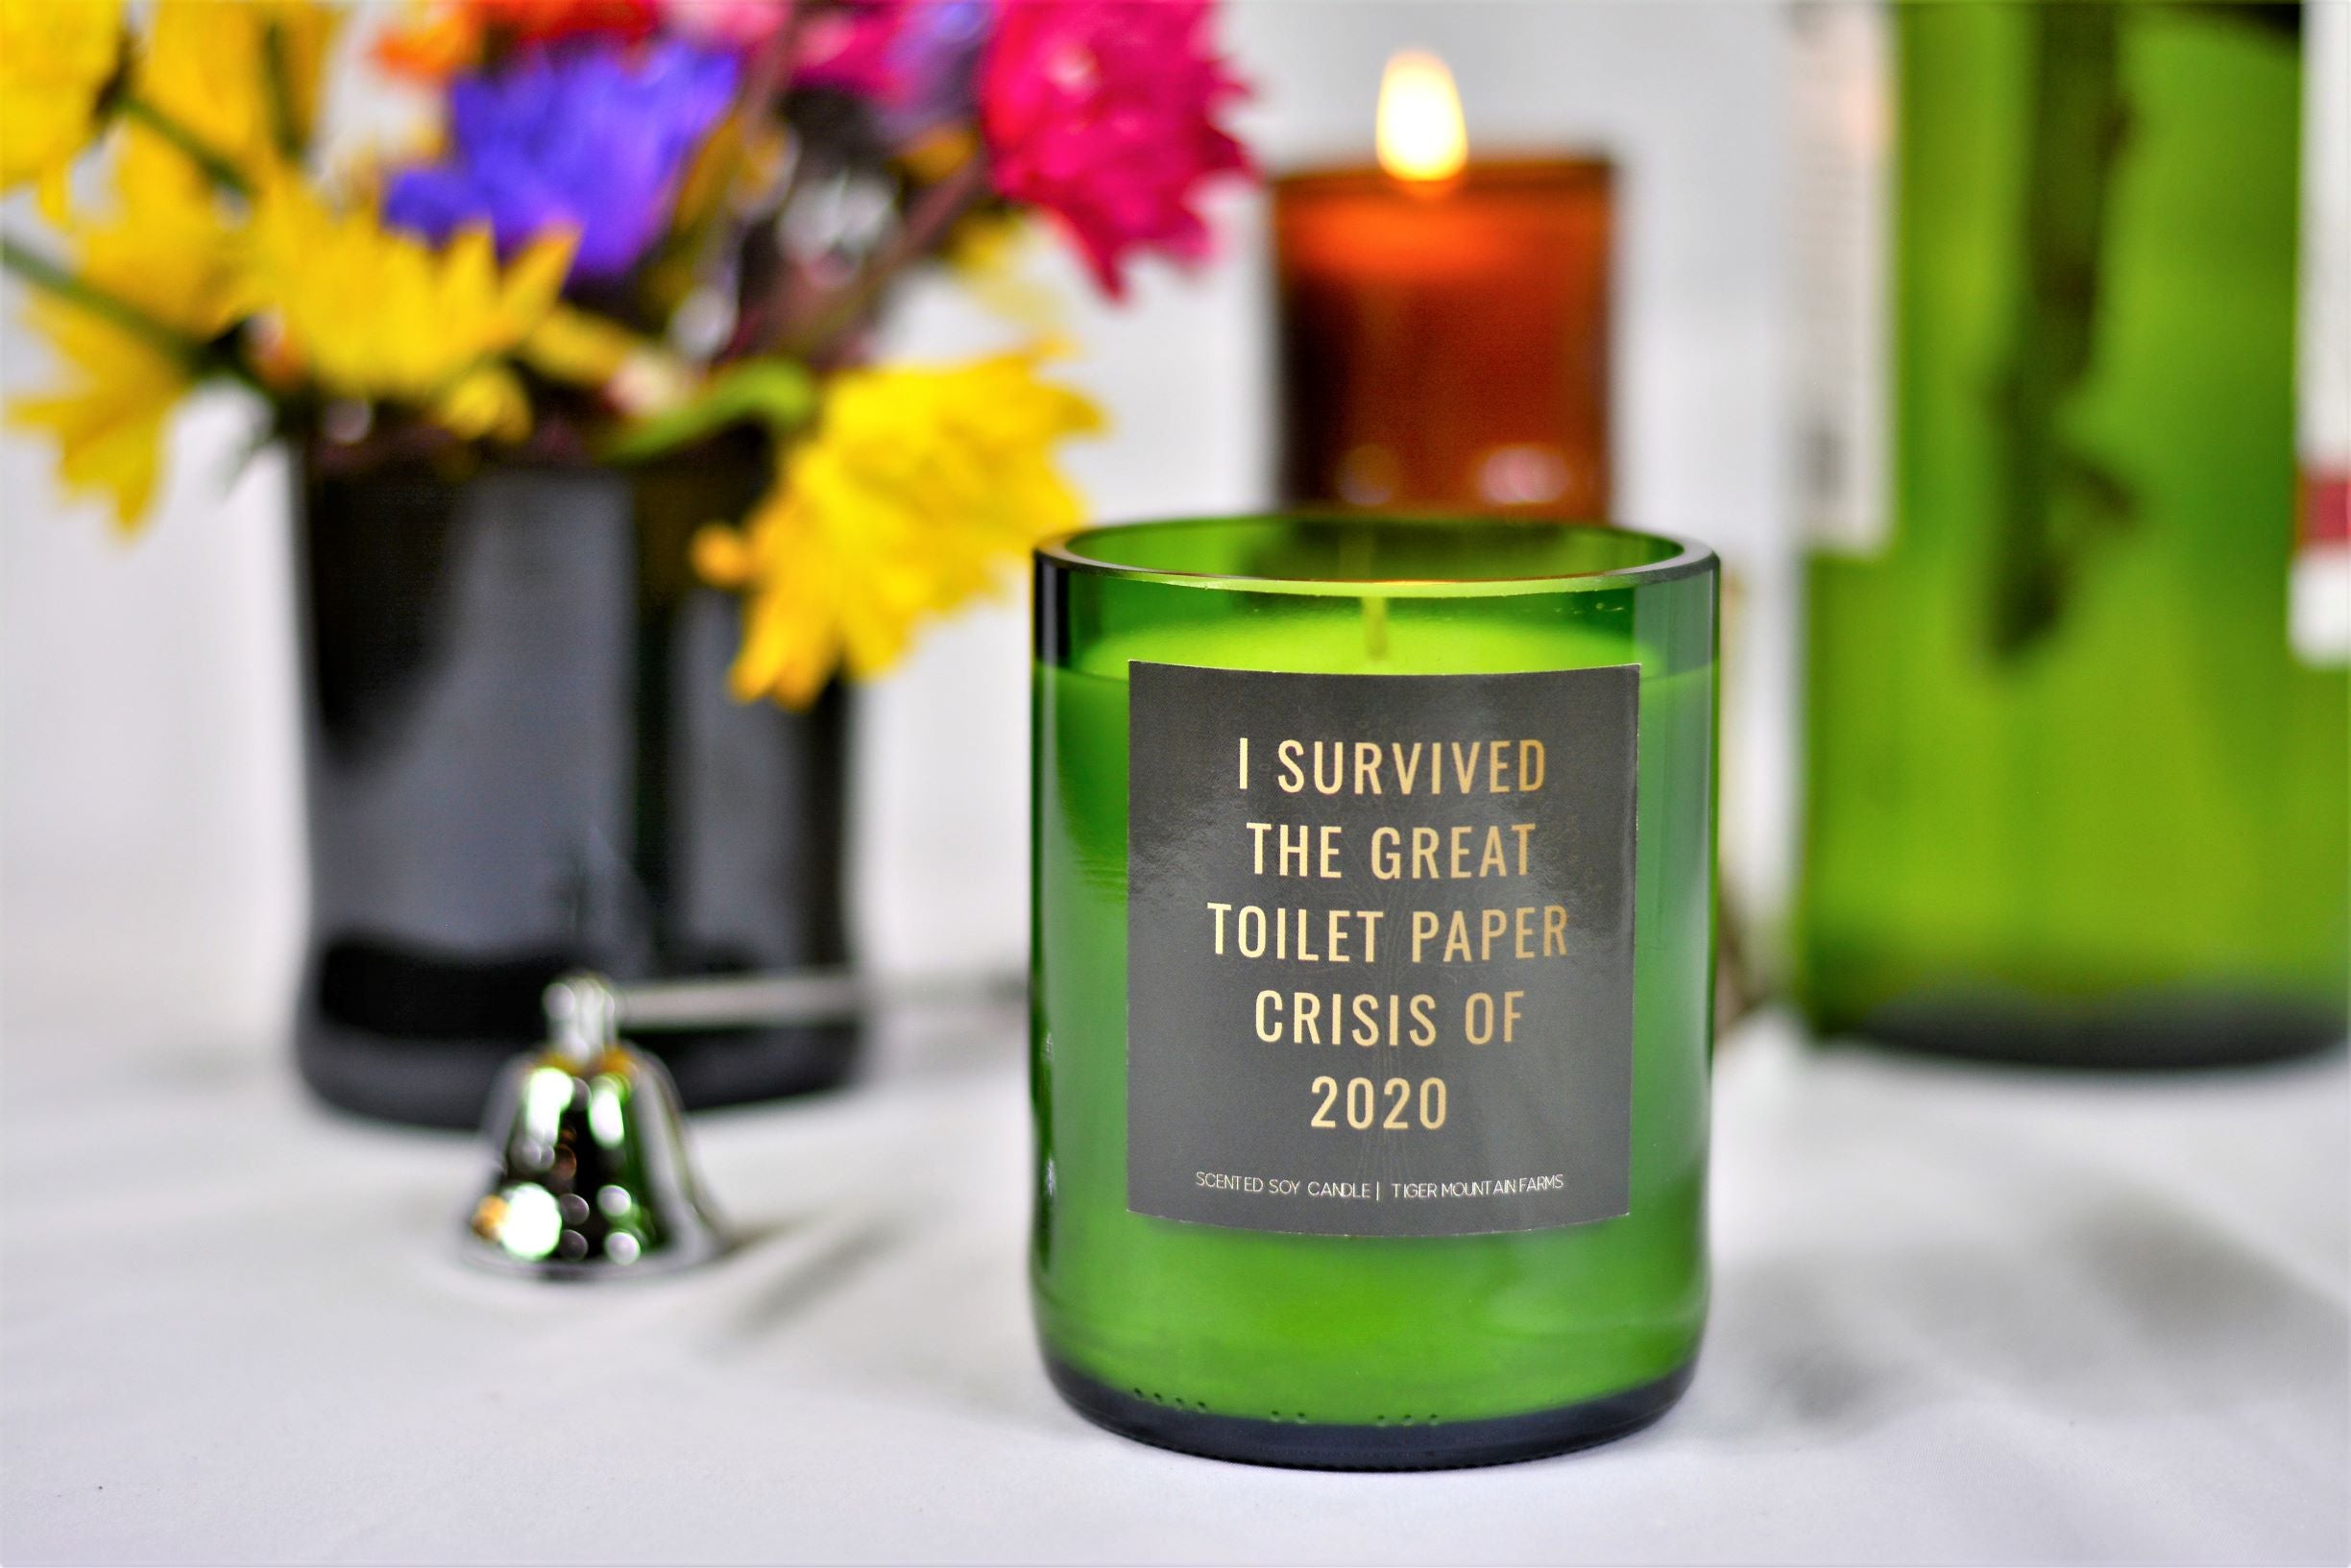 I SURVIVED
THE GREAT
TOILET PAPER
CRISIS OF
2020
SCENTED SOY CANDLE | TIGER MOUNTAIN FARMS